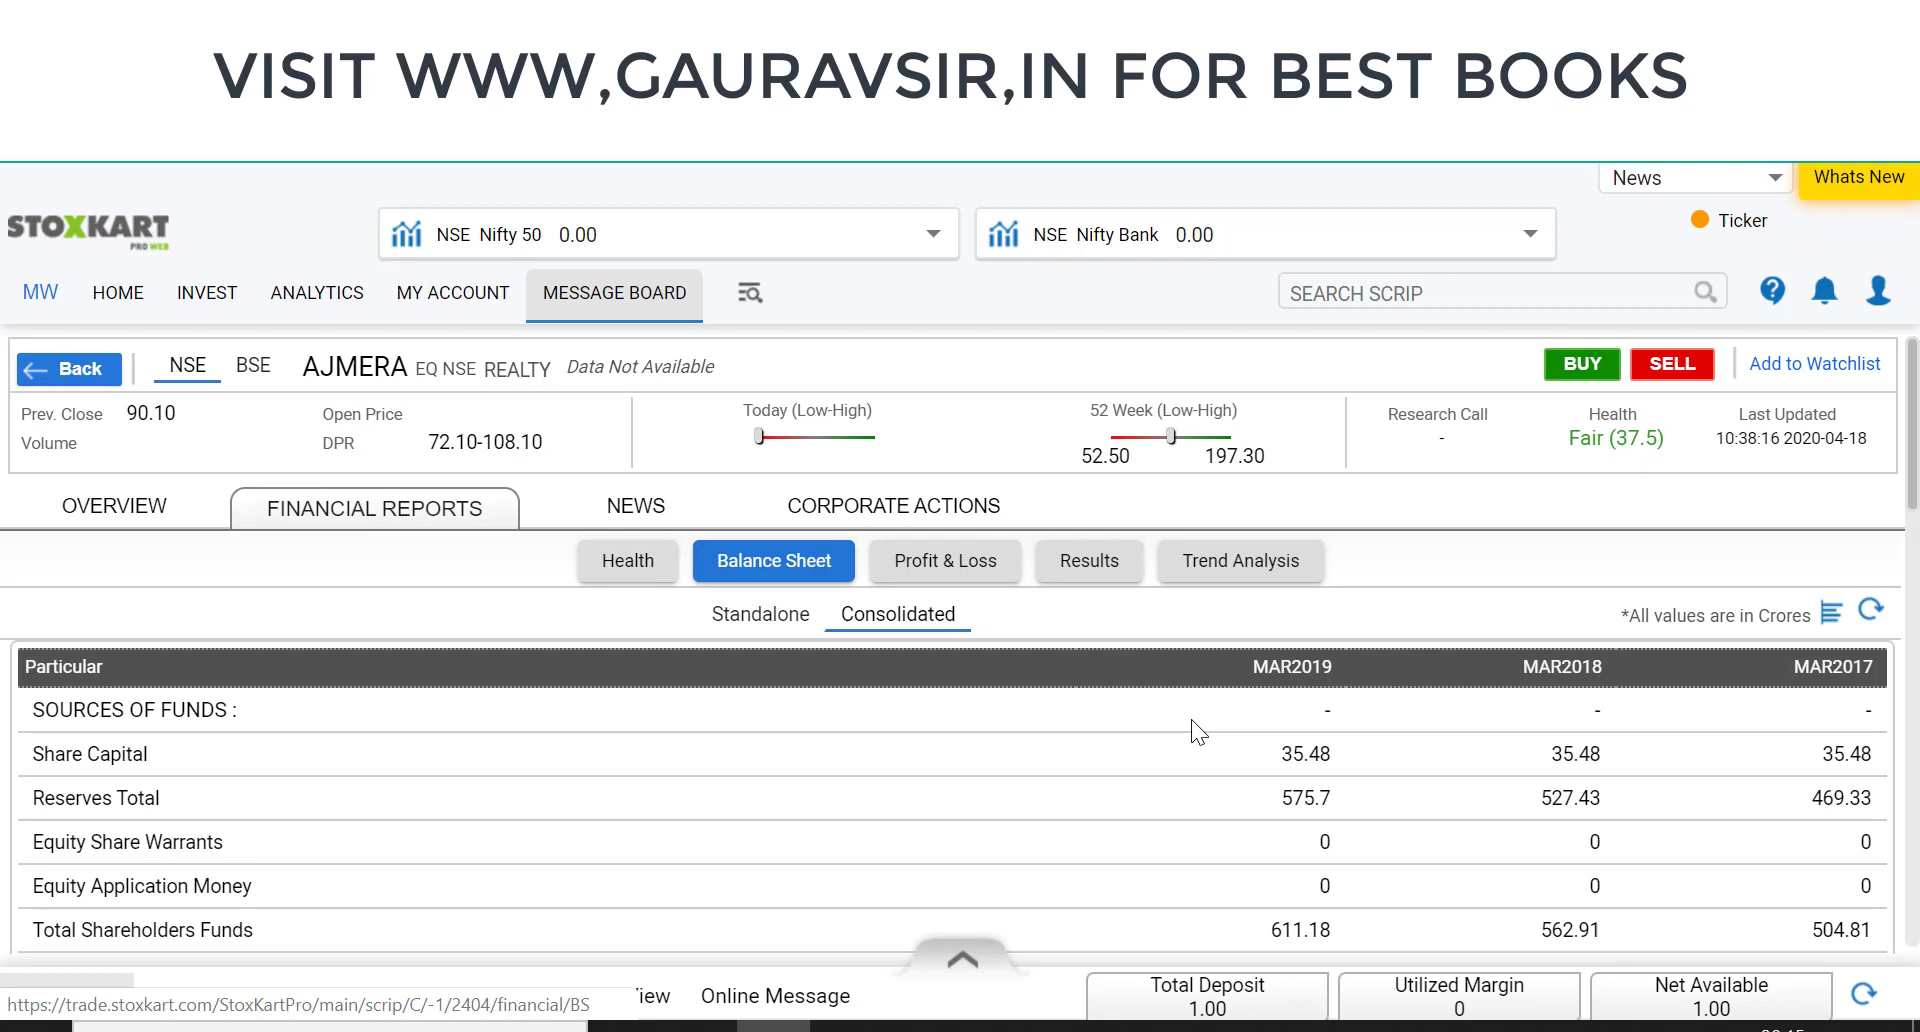 VISIT WWW,GAURAVSIR,IN FOR BEST BOOKS
News
Whats New
STOXKART
PRO WEB
NSE Nifty 50 0.00
NSE Nifty Bank 0.00
Ticker
MW HOME INVEST ANALYTICS MY ACCOUNT MESSAGE BOARD
SEARCH SCRIP
Back NSE BSE AJMERA EQ NSE REALTY Data Not Available BUY SELL Add to Watchlist
Prev. Close 90.10 Open Price Today (Low-High) 52 Week (Low-High) Research Call Health Last Updated
Volume DPR 72.10-108.10 - Fair (37.5) 10:38:16 2020-04-18
52.50 197.30
OVERVIEW FINANCIAL REPORTS NEWS CORPORATE ACTIONS
Health Balance Sheet Profit & Loss Results Trend Analysis
Standalone Consolidated *All values are in Crores
Particular MAR2019 MAR2018 MAR2017
SOURCES OF FUNDS : - - -
Share Capital 35.48 35.48 35.48
Reserves Total 575.7 527.43 469.33
Equity Share Warrants 0 0 0
Equity Application Money 0 0 0
Total Shareholders Funds 611.18 562.91 504.81
Total Deposit Utilized Margin Net Available
https://trade.stoxkart.com/StoxKartPro/main/scrip/C/-1/2404/financial/BS iew Online Message
1.00 0 1.00